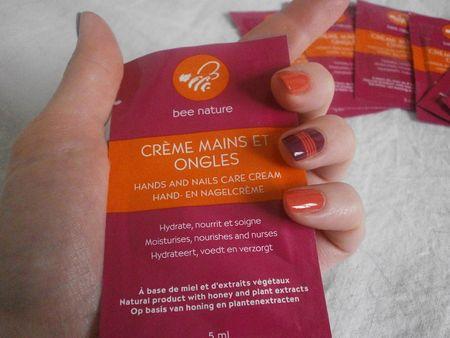 bee nature
CRÈME MAINS ET
ONGLES
HANDS AND NAILS CARE CREAM
HAND- EN NAGELCRÈME
Hydrate, nourrit et soigne
Moisturises, nourishes and nurses
Hydrateert, voedt en verzorgt
À base de miel et d'extraits végétaux
Natural product with honey and plant extracts
Op basis van honing en plantenextracten
5 ml